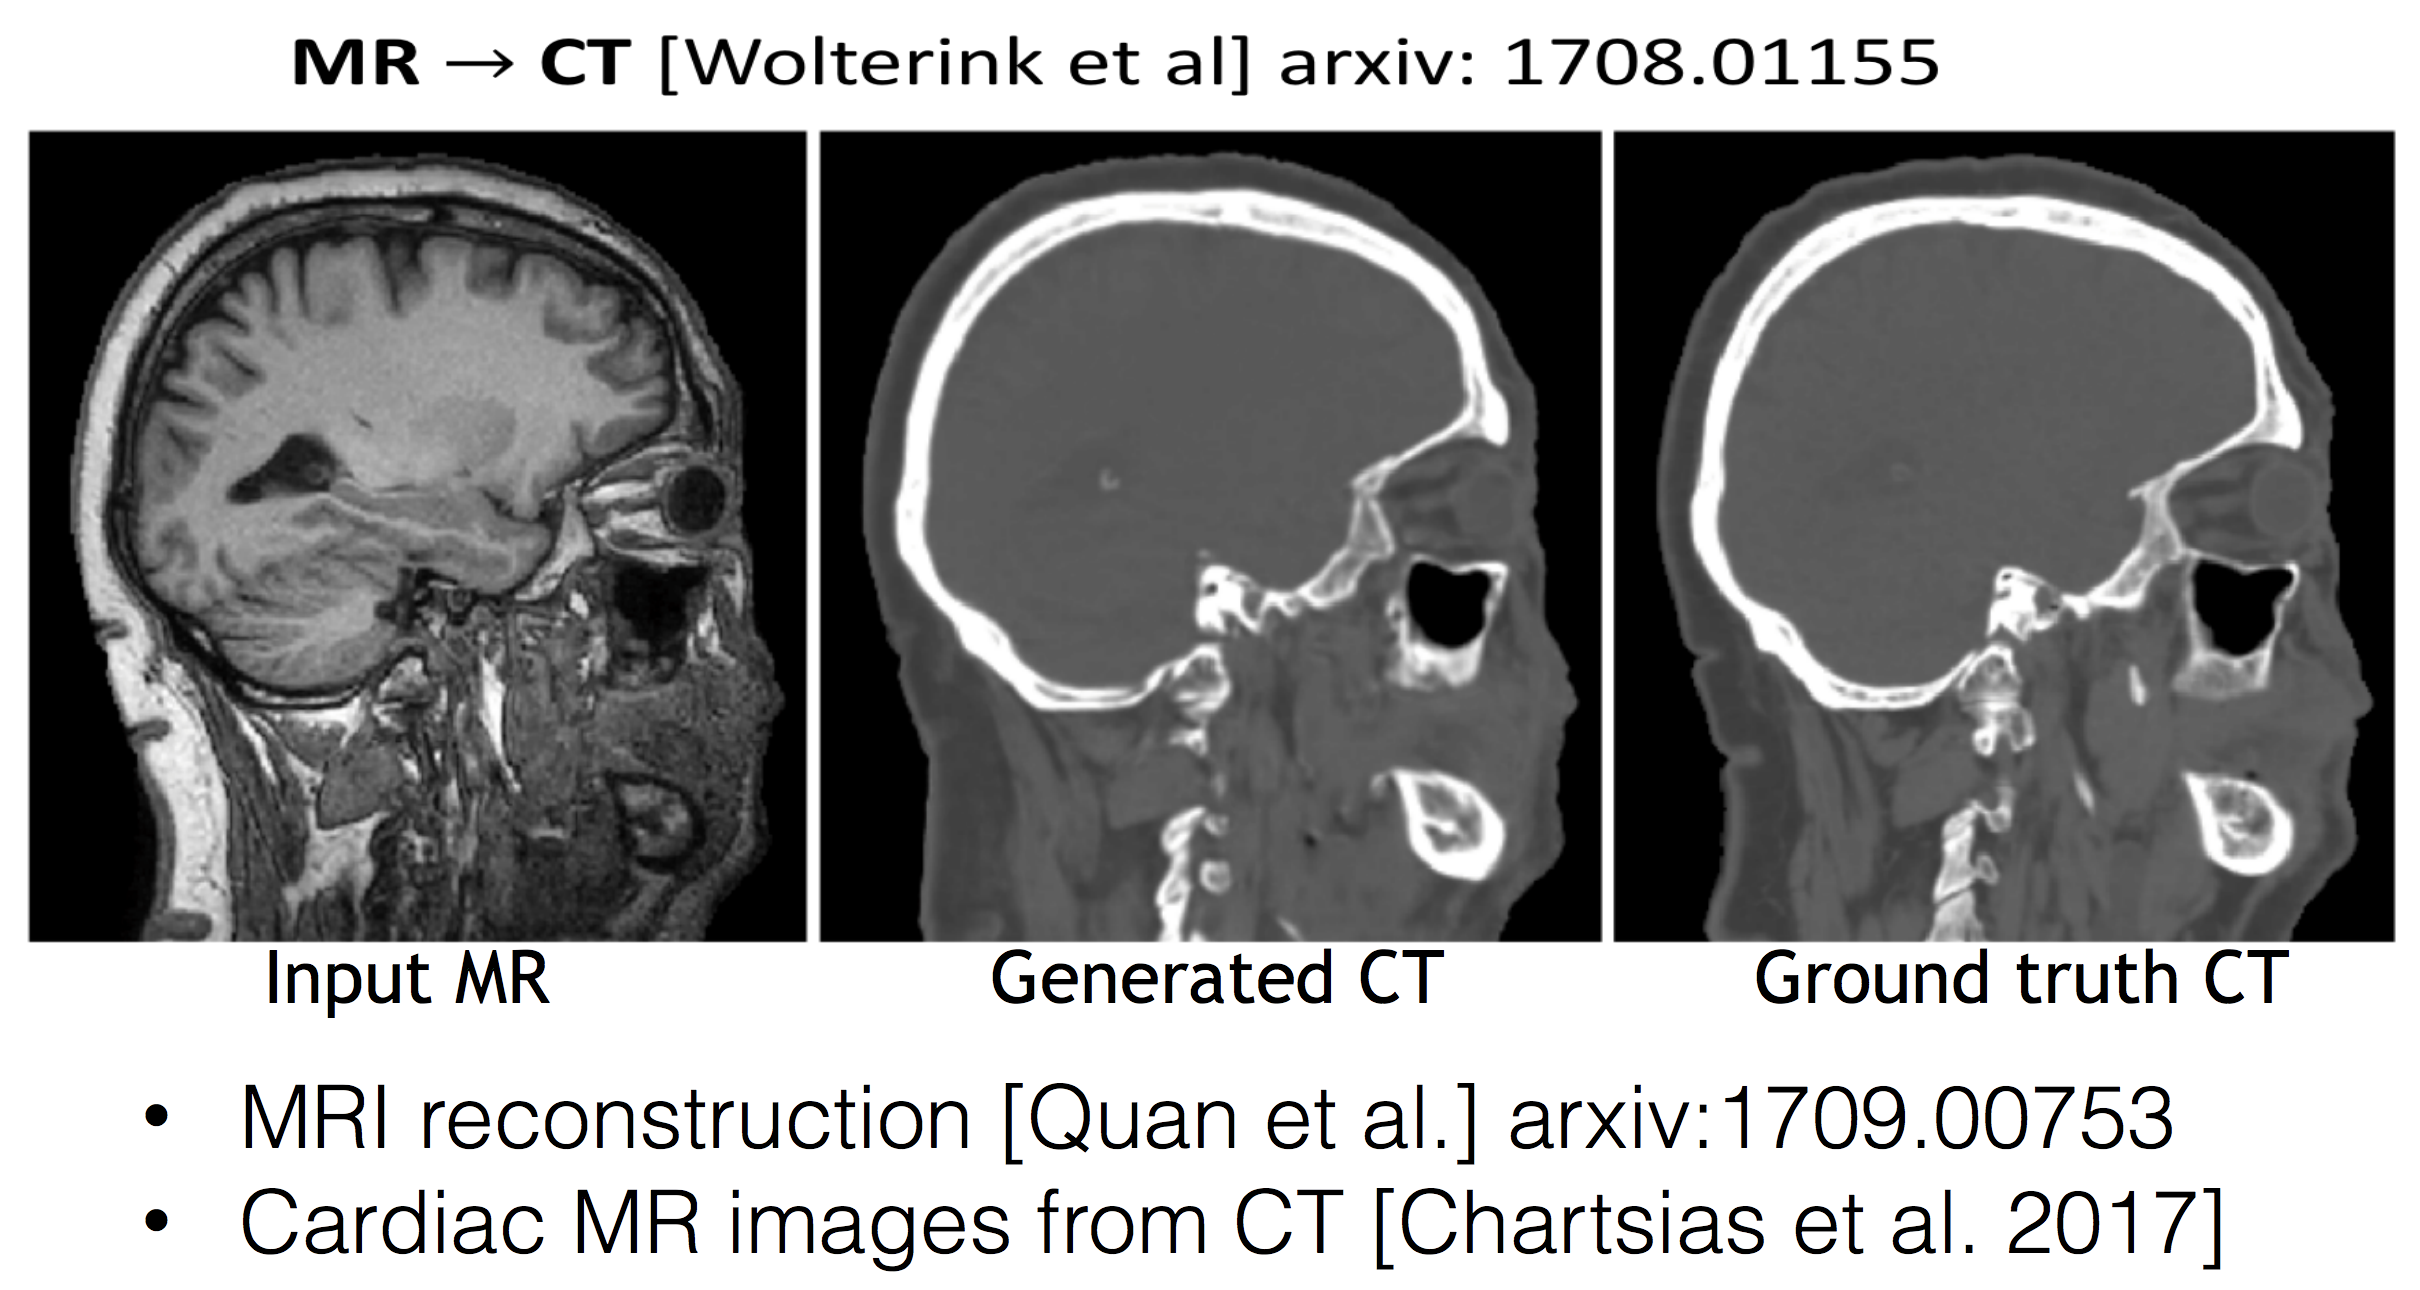 MR → CT [Wolterink et al] arxiv: 1708.01155
Input MR
Generated CT
Ground truth CT
• MRI reconstruction [Quan et al.] arxiv:1709.00753
• Cardiac MR images from CT [Chartsias et al. 2017]